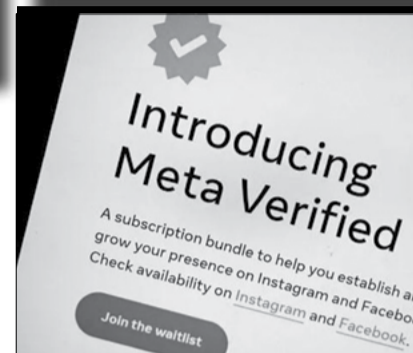 Introducing
Meta Verified
A subscription bundle to help you establish
grow your presence on Instagram and
Check availability on Instagram and Facebook.
Join the waitlist